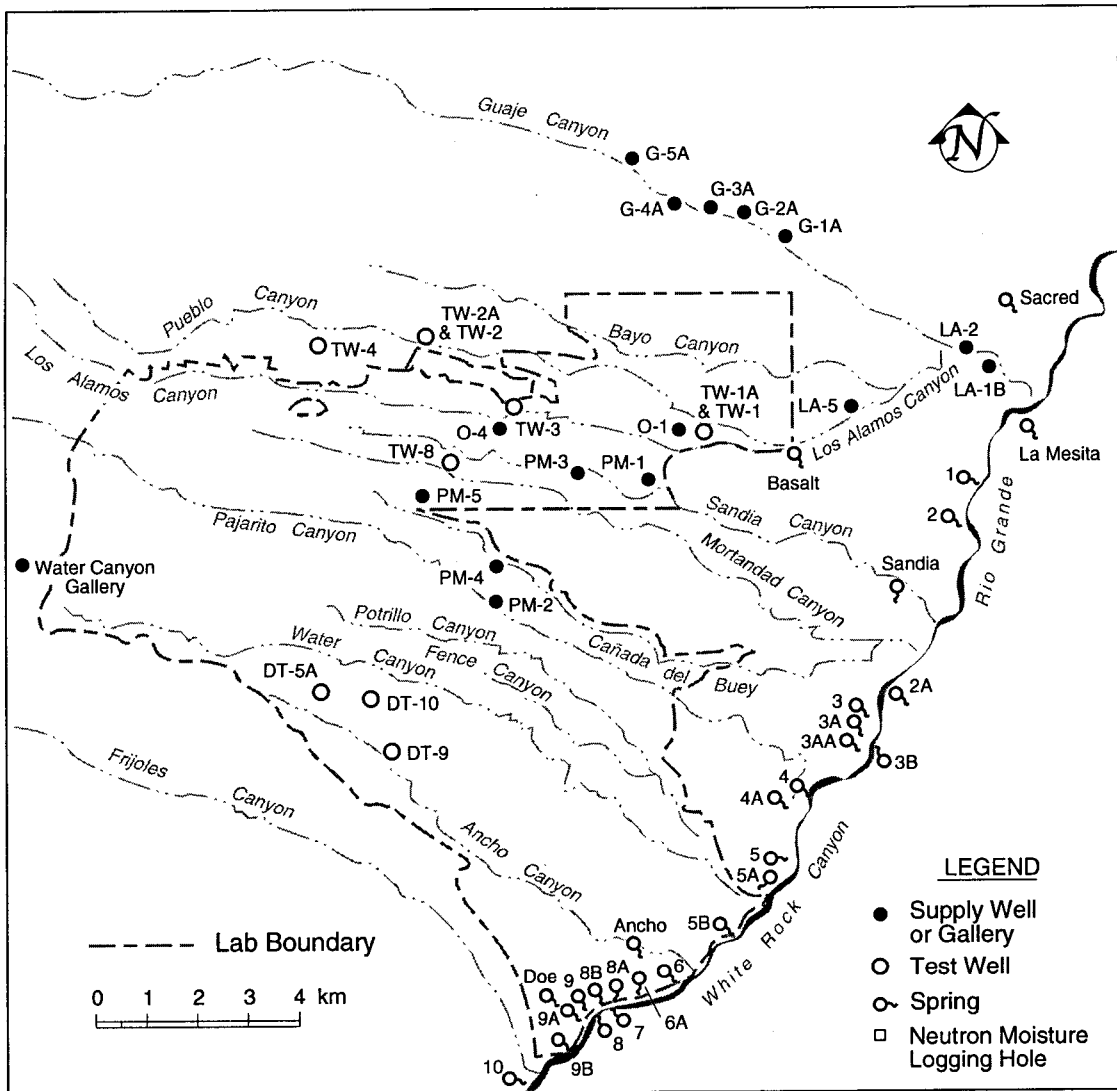 Guaje Canyon
N
G-5A
G-3A
G-4A
G-2A
G-1A
Sacred
Pueblo Canyon
TW-2A
& TW-2
Bayo Canyon
LA-2
TW-4
Los Alamos Canyon
TW-1A
& TW-1
LA-5
Los Alamos Canyon
LA-1B
O-4
TW-3
O-1
La Mesita
TW-8
PM-3
PM-1
Basalt
1
PM-5
2
Sandia Canyon
Pajarito Canyon
Mortandad Canyon
Sandia
Rio Grande
Water Canyon
Gallery
PM-4
PM-2
Potrillo Canyon
Water Canyon
Fence Canyon
Cañada del Buey
DT-5A
DT-10
2A
3
3A
3AA
DT-9
3B
Frijoles Canyon
4
4A
Ancho Canyon
5
5A
White Rock Canyon
5B
Ancho
LEGEND
Supply Well
or Gallery
Test Well
Spring
Neutron Moisture
Logging Hole
Lab Boundary
0 1 2 3 4 km
Doe
9
8B
8A
6
9A
6A
7
8
9B
10